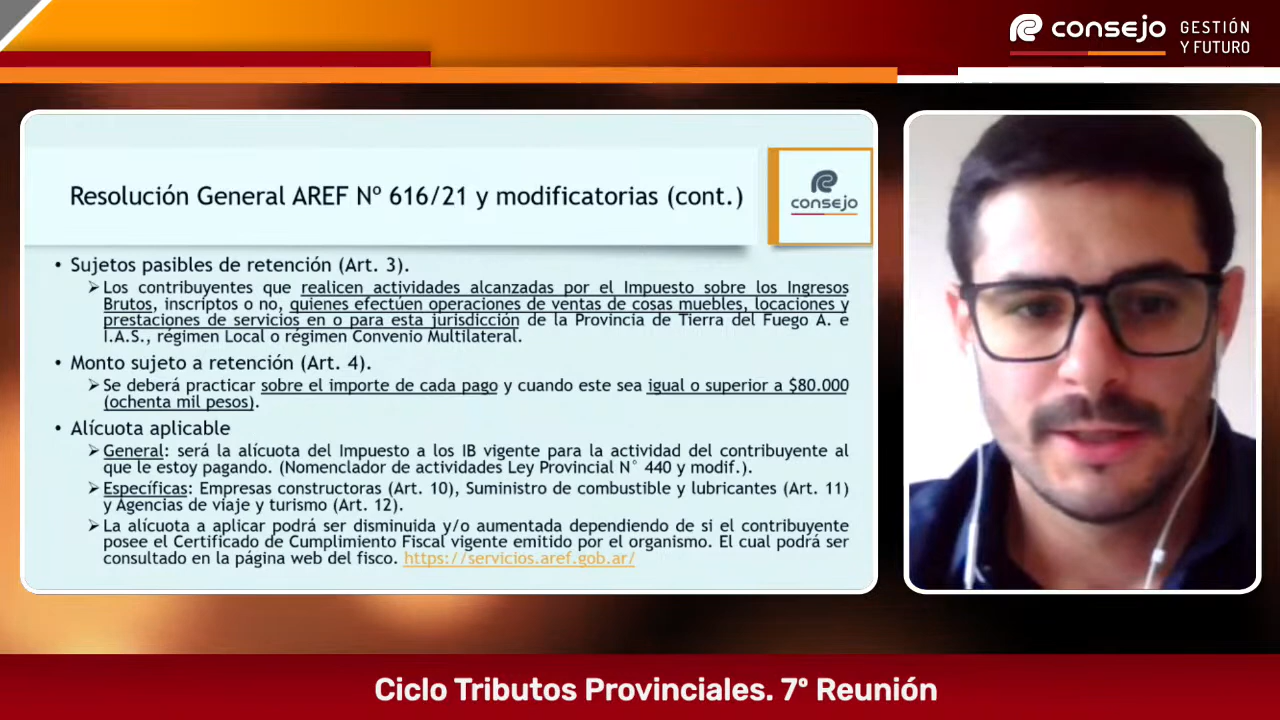 consejo
GESTIÓN
Y FUTURO
Resolución General AREF Nº 616/21 y modificatorias (cont.)
consejo
• Sujetos pasibles de retención (Art. 3).
➢Los contribuyentes que realicen actividades alcanzadas por el Impuesto sobre los Ingresos
Brutos, inscriptos o no, quienes efectúen operaciones de ventas de cosas muebles, locaciones y
prestaciones de servicios en o para esta jurisdicción de la Provincia de Tierra del Fuego A. e
I.A.S., régimen Local o régimen Convenio Multilateral.
• Monto sujeto a retención (Art. 4).
➢Se deberá practicar sobre el importe de cada pago y cuando este sea igual o superior a $80.000
(ochenta mil pesos).
• Alícuota aplicable
➢General: será la alícuota del Impuesto a los IB vigente para la actividad del contribuyente al
que le estoy pagando. (Nomenclador de actividades Ley Provincial N° 440 y modif.).
➢Específicas: Empresas constructoras (Art. 10), Suministro de combustible y lubricantes (Art. 11)
y Agencias de viaje y turismo (Art. 12).
➢La alícuota a aplicar podrá ser disminuida y/o aumentada dependiendo de si el contribuyente
posee el Certificado de Cumplimiento Fiscal vigente emitido por el organismo. El cual podrá ser
consultado en la página web del fisco. https://servicios.aref.gob.ar/
Ciclo Tributos Provinciales. 7º Reunión